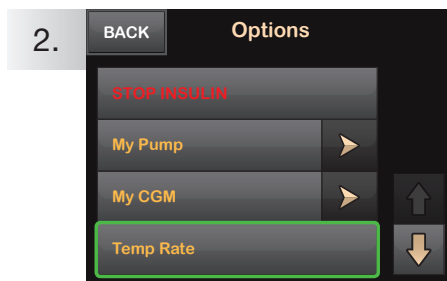 2.
BACK
Options
STOP INSULIN
My Pump
My CGM
Temp Rate